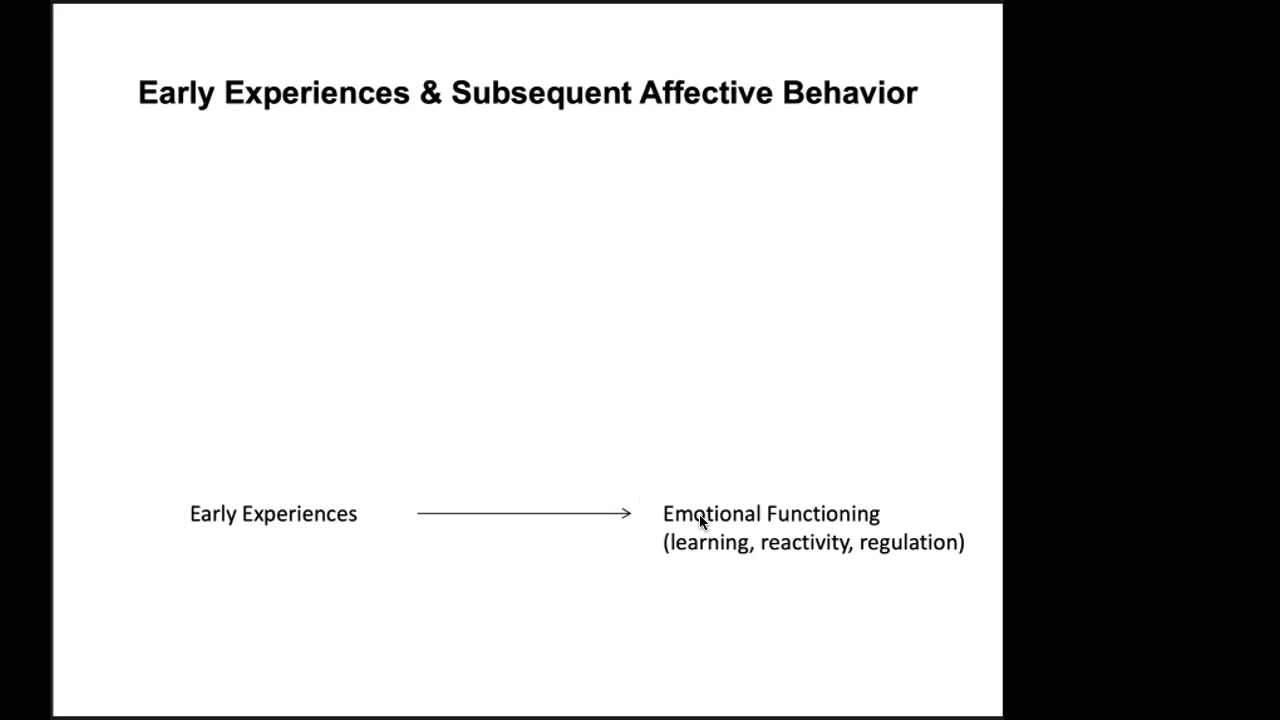 Early Experiences & Subsequent Affective Behavior
Early Experiences
Emotional Functioning
(learning, reactivity, regulation)